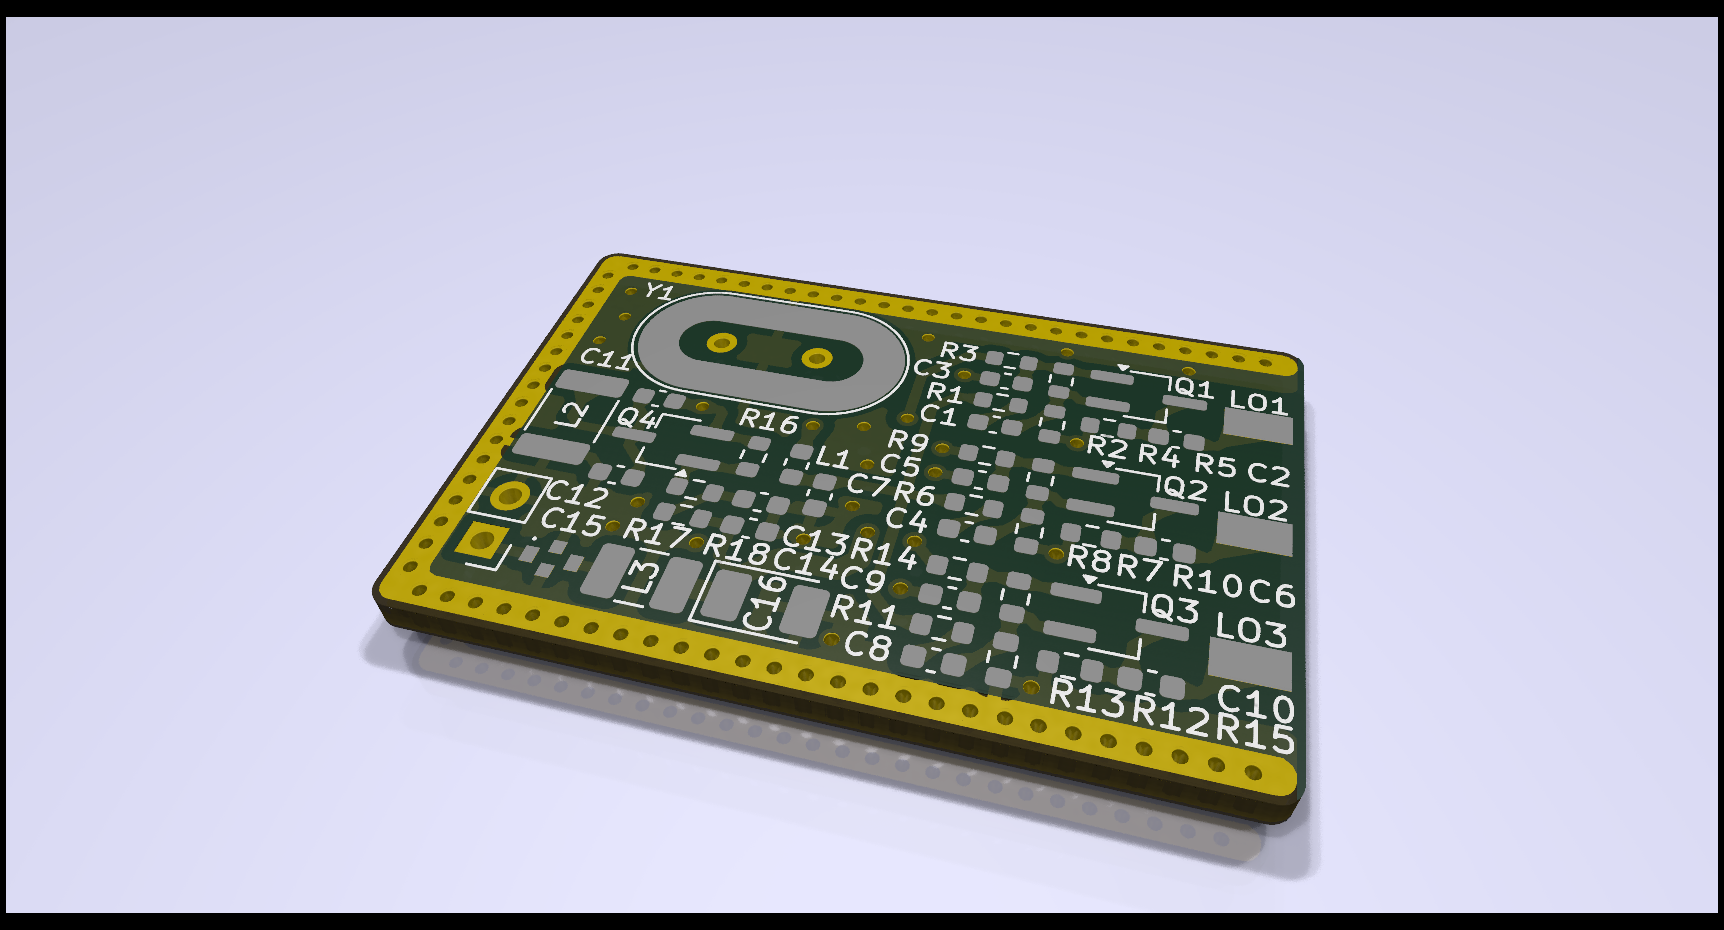 Y1
R3
C3
R1
C1
Q1
LO1
C11
L2
Q4
R16
R2 R4 R5 C2
R9
L1 C5
C7 R6
C4
Q2
LO2
C12
C15
R17
R18 C13 R14
C14 C9
R8 R7 R10 C6
L3
C16
R11
C8
Q3
LO3
C10
R13 R12 R15